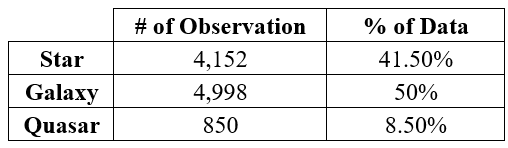 # of Observation % of Data
Star 4,152 41.50%
Galaxy 4,998 50%
Quasar 850 8.50%